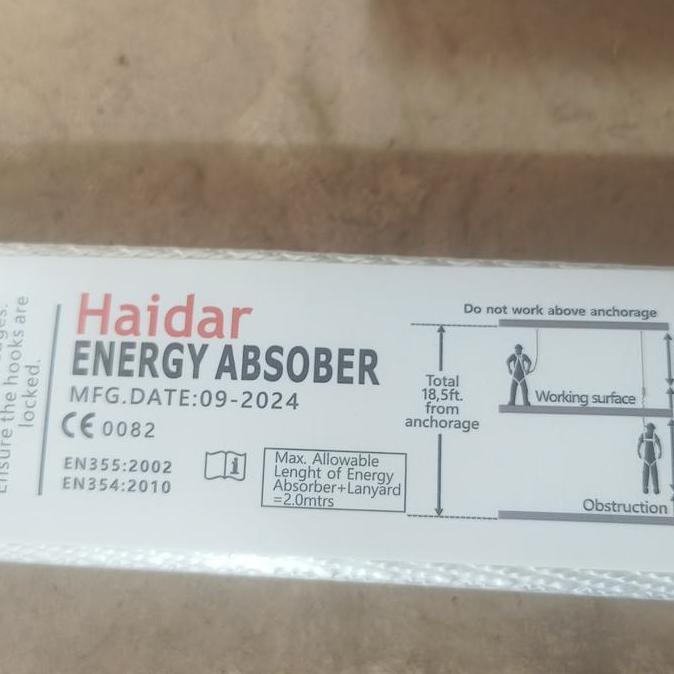 ages.
Ensure the hooks are
locked.
Haidar
ENERGY ABSOBER
MFG.DATE:09-2024
CE 0082
EN355:2002
EN354:2010
i
Max. Allowable
Lenght of Energy
Absorber+Lanyard
=2.0mtrs
Total
18,5ft.
from
anchorage
Do not work above anchorage
Working surface
Obstruction